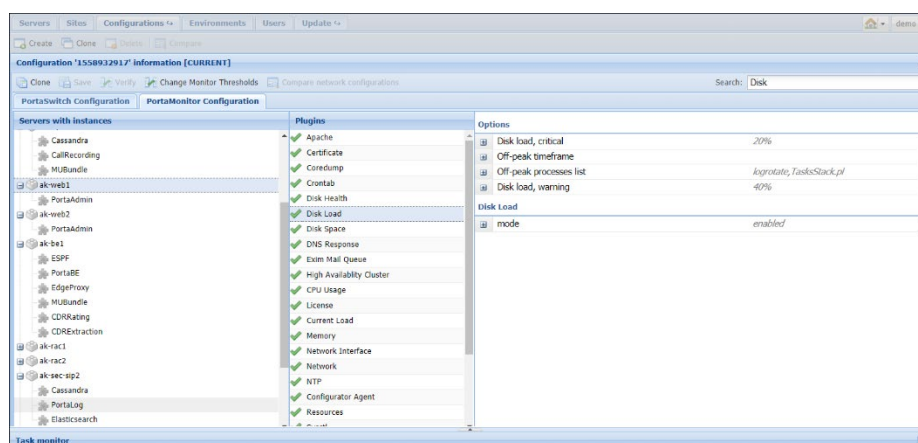 Servers Sites Configurations Environments Users Update demo
Create Clone Delete Compare
Configuration '1558932917' information [CURRENT]
Clone Save Verify Change Monitor Thresholds Compare network configurations Search: Disk
PortaSwitch Configuration PortaMonitor Configuration
Servers with instances
Cassandra
CallRecording
MUBundle
ak-web1
PortaAdmin
ak-web2
PortaAdmin
ak-be1
ESPF
PortaBE
EdgeProxy
MUBundle
CDRRating
CDRExtraction
ak-rac1
ak-rac2
ak-sec-sip2
Cassandra
PortaLog
Elasticsearch
Plugins
Apache
Certificate
Coredump
Crontab
Disk Health
Disk Load
Disk Space
DNS Response
Exim Mail Queue
High Availablity Cluster
CPU Usage
License
Current Load
Memory
Network Interface
Network
NTP
Configurator Agent
Resources
Options
Disk load, critical 20%
Off-peak timeframe
Off-peak processes list logrotate,TasksStack.pl
Disk load, warning 40%
Disk Load
mode enabled
Task monitor